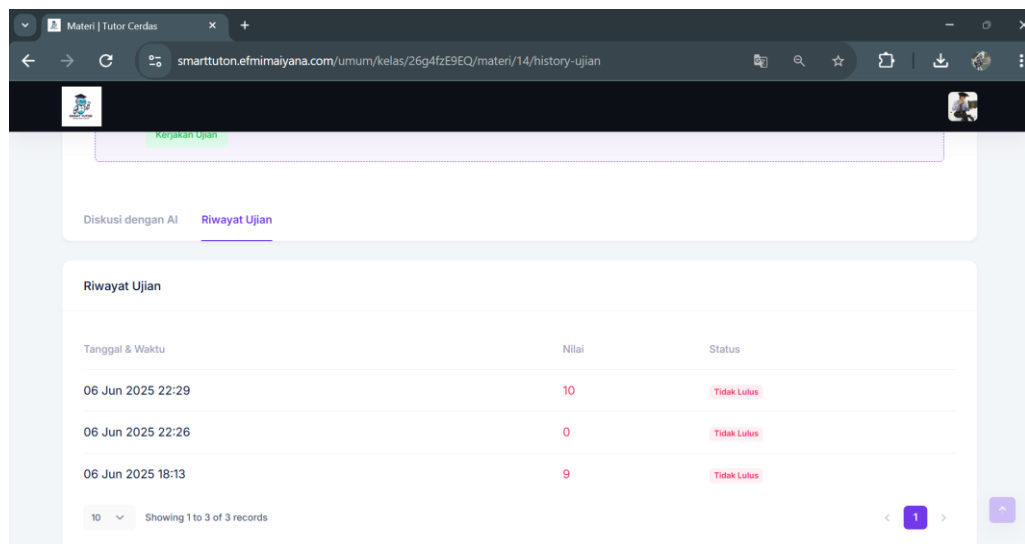 Materi | Tutor Cerdas
smarttuton.efmimaiyana.com/umum/kelas/26g4fzE9EQ/materi/14/history-ujian
Kerjakan Ujian
Diskusi dengan AI Riwayat Ujian
Riwayat Ujian
Tanggal & Waktu Nilai Status
06 Jun 2025 22:29 10 Tidak Lulus
06 Jun 2025 22:26 0 Tidak Lulus
06 Jun 2025 18:13 9 Tidak Lulus
10 Showing 1 to 3 of 3 records 1